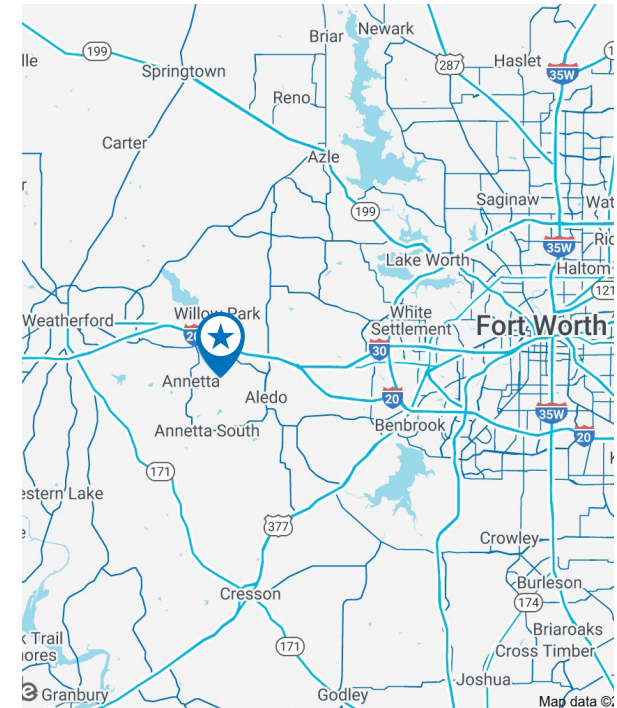 Briar
Newark
199
287
Haslet
35W
Springtown
Reno
Carter
Azle
199
Saginaw
35W
Lake Worth
Haltom
121
Willow Park
White
Settlement
Weatherford
Fort Worth
30
Annetta
Aledo
20
35W
Annetta South
Benbrook
20
171
377
Crowley
Cresson
Burleson
174
Briaroaks
171
Cross Timber
Joshua
Granbury
Godley
Map data ©2